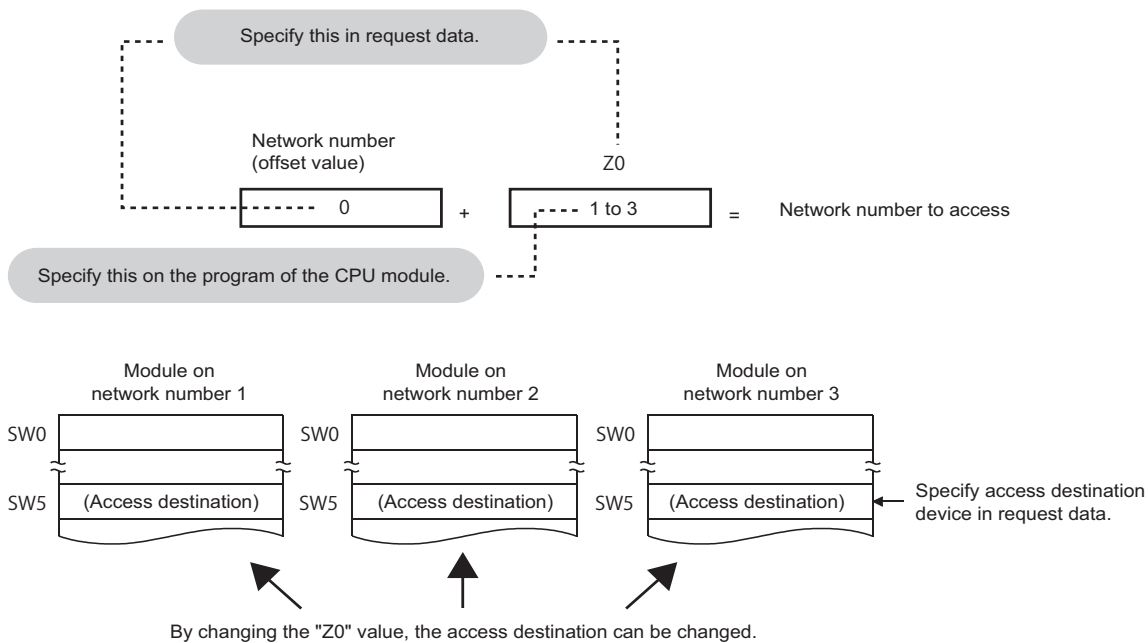 Specify this in request data.
Network number
(offset value)
Z0
0
+
1 to 3
=
Network number to access
Specify this on the program of the CPU module.
Module on
network number 1
Module on
network number 2
Module on
network number 3
SW0
SW0
SW0
SW5
(Access destination)
SW5
(Access destination)
SW5
(Access destination)
Specify access destination
device in request data.
By changing the "Z0" value, the access destination can be changed.